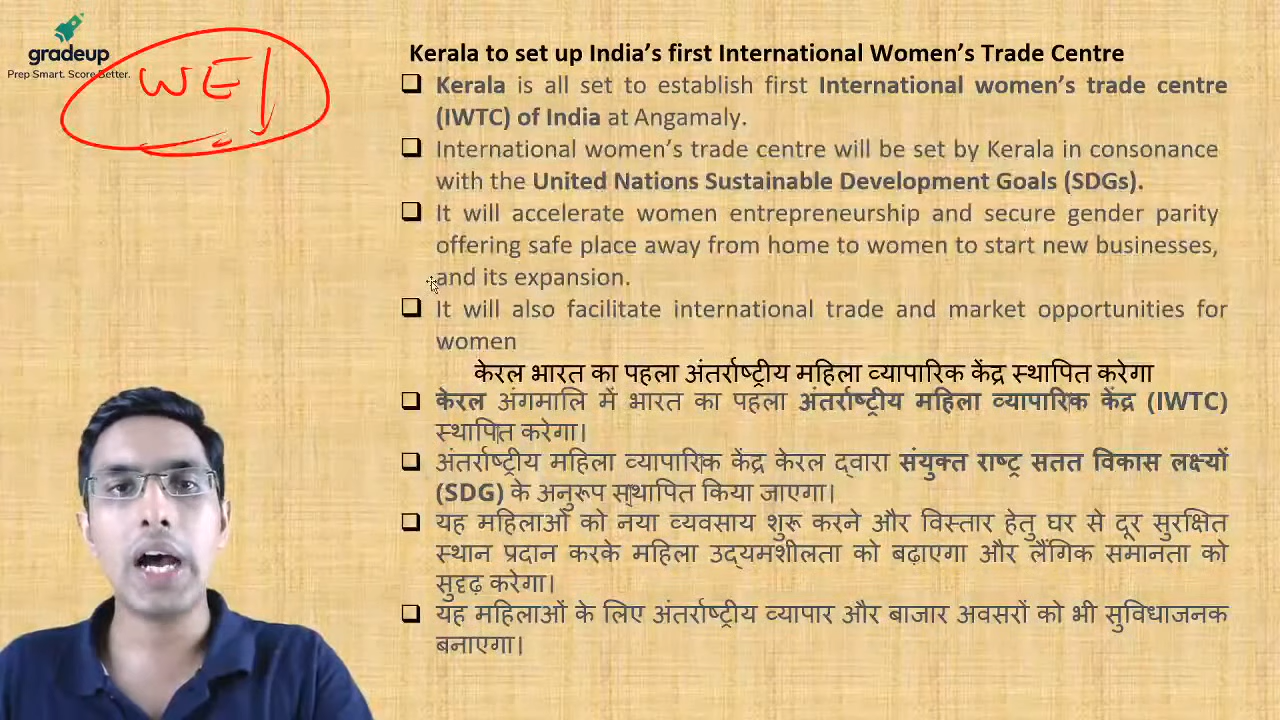 gradeup
Prep Smart. Score Better.
WE
Kerala to set up India’s first International Women’s Trade Centre
❑ Kerala is all set to establish first International women’s trade centre
(IWTC) of India at Angamaly.
❑ International women’s trade centre will be set by Kerala in consonance
with the United Nations Sustainable Development Goals (SDGs).
❑ It will accelerate women entrepreneurship and secure gender parity
offering safe place away from home to women to start new businesses,
and its expansion.
❑ It will also facilitate international trade and market opportunities for
women
केरल भारत का पहला अंतर्राष्ट्रीय महिला व्यापारिक केंद्र स्थापित करेगा
❑ केरल अंगमालि में भारत का पहला अंतर्राष्ट्रीय महिला व्यापारिक केंद्र (IWTC)
स्थापित करेगा।
❑ अंतर्राष्ट्रीय महिला व्यापारिक केंद्र केरल द्वारा संयुक्त राष्ट्र सतत विकास लक्ष्यों
(SDG) के अनुरूप स्थापित किया जाएगा।
❑ यह महिलाओं को नया व्यवसाय शुरू करने और विस्तार हेतु घर से दूर सुरक्षित
स्थान प्रदान करके महिला उद्यमशीलता को बढ़ाएगा और लैंगिक समानता को
सुदृढ़ करेगा।
❑ यह महिलाओं के लिए अंतर्राष्ट्रीय व्यापार और बाजार अवसरों को भी सुविधाजनक
बनाएगा।